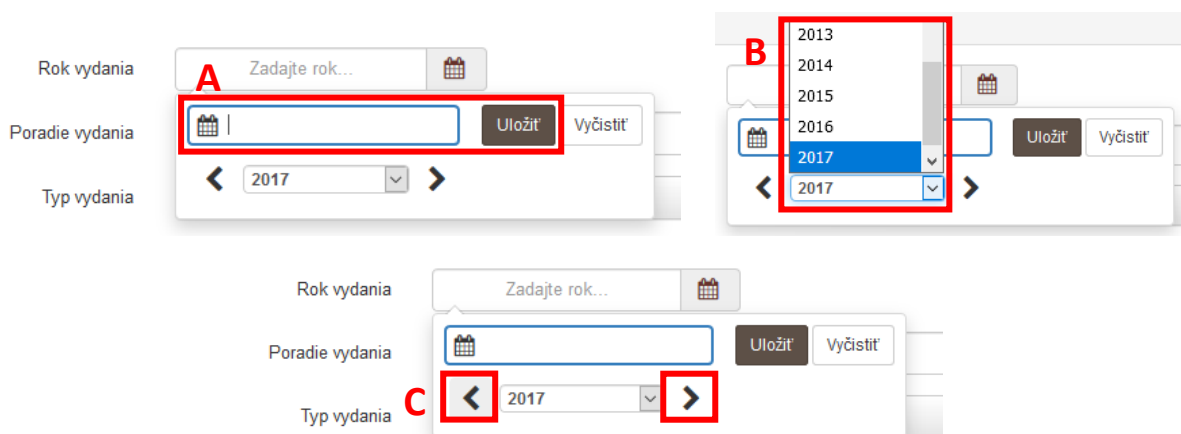 Rok vydania
Zadajte rok...
A
Poradie vydania
Uložiť
Vyčistiť
2017
Typ vydania
B
2013
2014
2015
2016
2017
Uložiť
Vyčistiť
2017
Rok vydania
Zadajte rok...
Poradie vydania
Uložiť
Vyčistiť
C
2017
Typ vydania